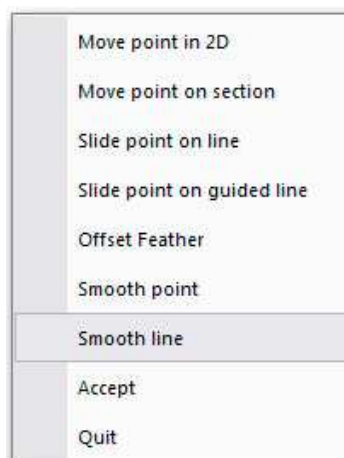 Move point in 2D
Move point on section
Slide point on line
Slide point on guided line
Offset Feather
Smooth point
Smooth line
Accept
Quit